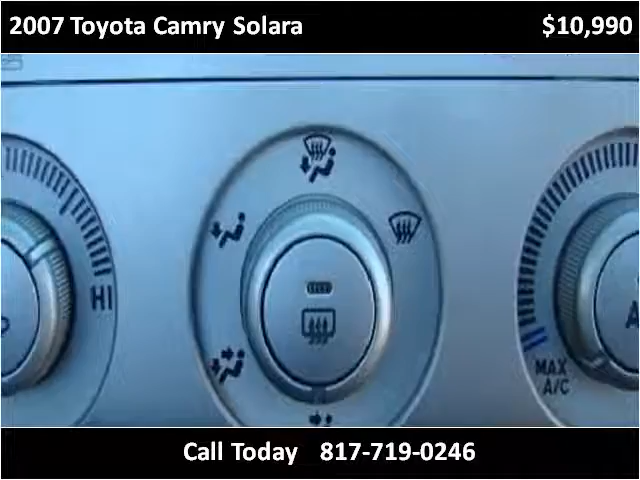 2007 Toyota Camry Solara $10,990
HI
MAX
A/C
Call Today 817-719-0246